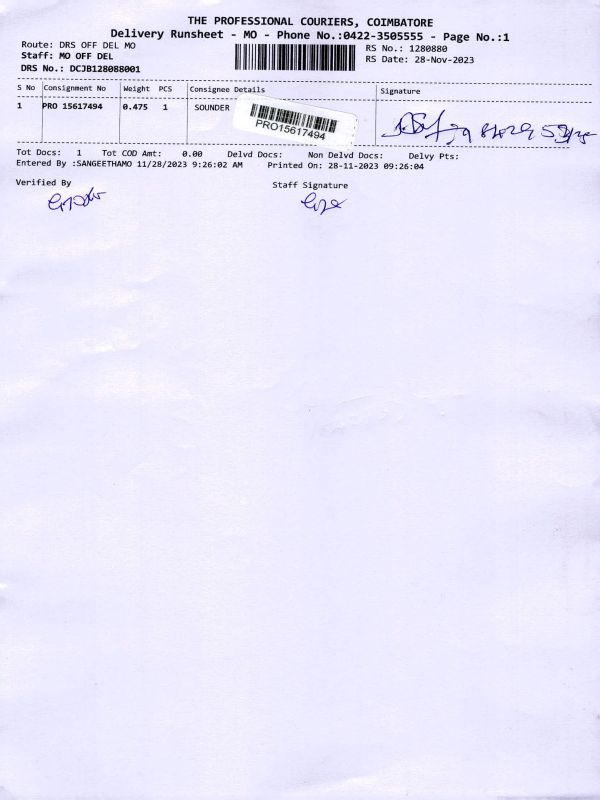 THE PROFESSIONAL COURIERS, COIMBATORE
Delivery Runsheet - MO - Phone No.:0422-3505555 - Page No.:1
Route: DRS OFF DEL MO RS No.: 1280880
Staff: MO OFF DEL RS Date: 28-Nov-2023
DRS No.: DCJB128088001
S No Consignment No Weight PCS Consignee Details Signature
1 PRO 15617494 0.475 1 SOUNDER
PRO15617494
Tot Docs: 1 Tot COD Amt: 0.00 Delvd Docs: Non Delvd Docs: Delvy Pts:
Entered By :SANGEETHAMO 11/28/2023 9:26:02 AM Printed On: 28-11-2023 09:26:04
Verified By Staff Signature